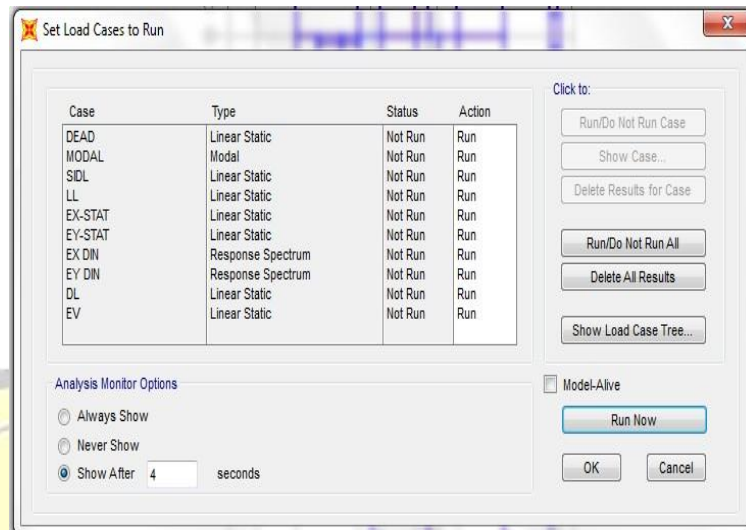 Set Load Cases to Run
X
Case Type Status Action
DEAD Linear Static Not Run Run
MODAL Modal Not Run Run
SIDL Linear Static Not Run Run
LL Linear Static Not Run Run
EX-STAT Linear Static Not Run Run
EY-STAT Linear Static Not Run Run
EX DIN Response Spectrum Not Run Run
EY DIN Response Spectrum Not Run Run
DL Linear Static Not Run Run
EV Linear Static Not Run Run
Click to:
Run/Do Not Run Case
Show Case...
Delete Results for Case
Run/Do Not Run All
Delete All Results
Show Load Case Tree...
Analysis Monitor Options
Always Show
Never Show
Show After 4 seconds
Model-Alive
Run Now
OK Cancel